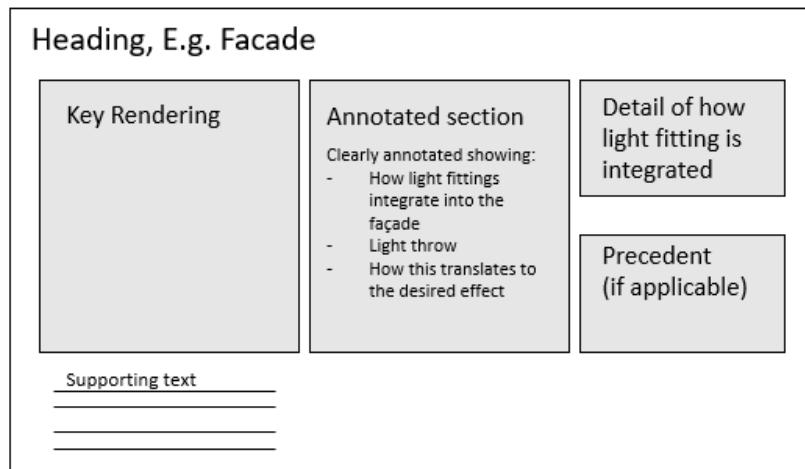 Heading, E.g. Facade
Key Rendering
Annotated section
Clearly annotated showing:
- How light fittings
integrate into the
façade
- Light throw
- How this translates to
the desired effect
Detail of how
light fitting is
integrated
Precedent
(if applicable)
Supporting text